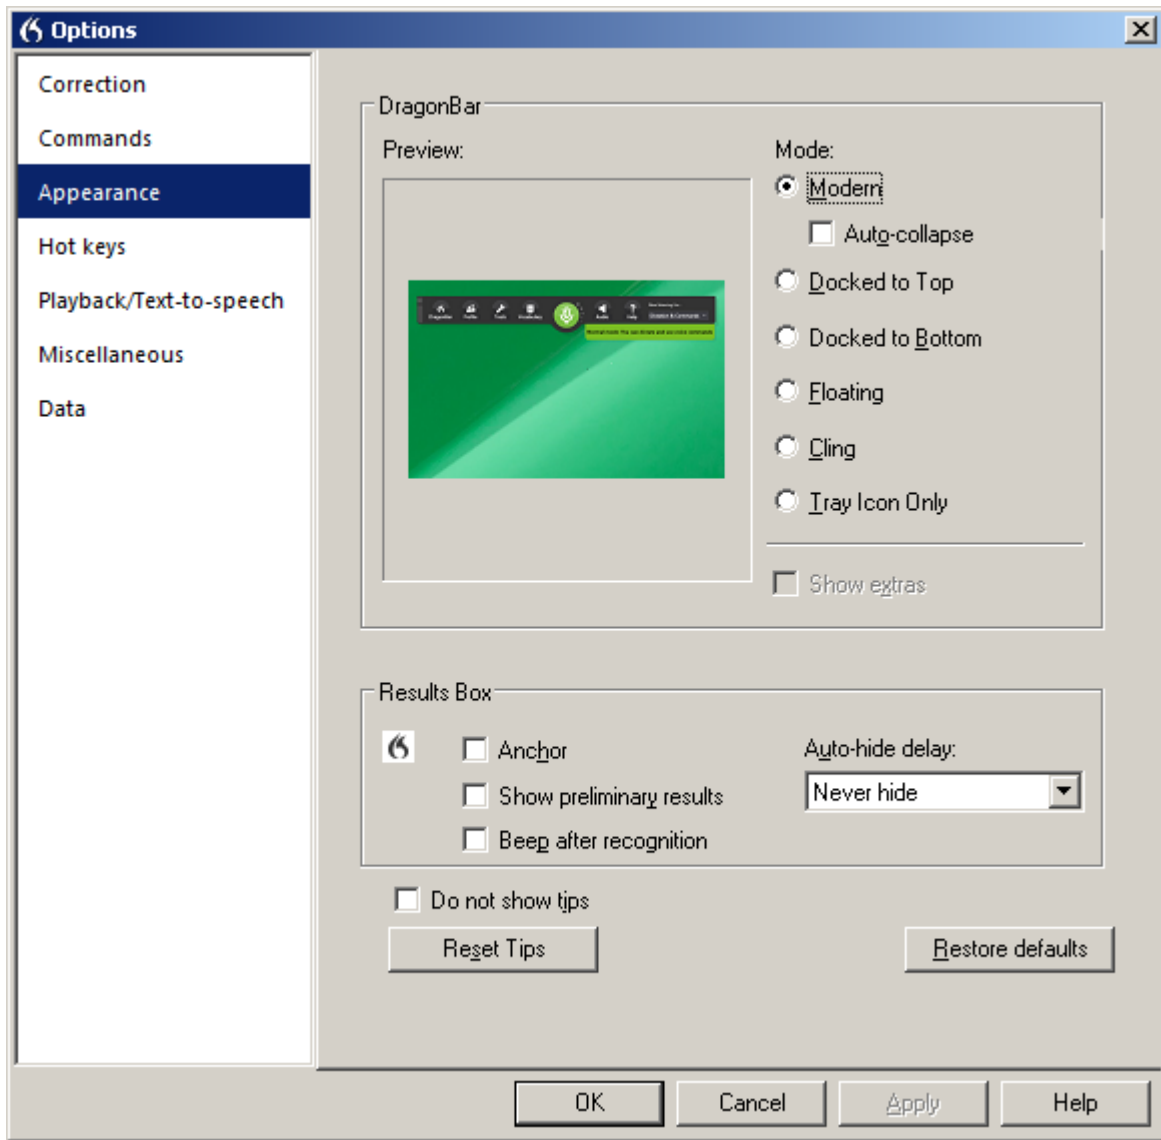 Options
Correction
Commands
Appearance
Hot keys
Playback/Text-to-speech
Miscellaneous
Data
DragonBar
Preview:
Mode:
Modern
Auto-collapse
Docked to Top
Docked to Bottom
Floating
Cling
Tray Icon Only
Show extras
Results Box
Anchor
Show preliminary results
Beep after recognition
Auto-hide delay:
Never hide
Do not show tips
Reset Tips
Restore defaults
OK
Cancel
Apply
Help